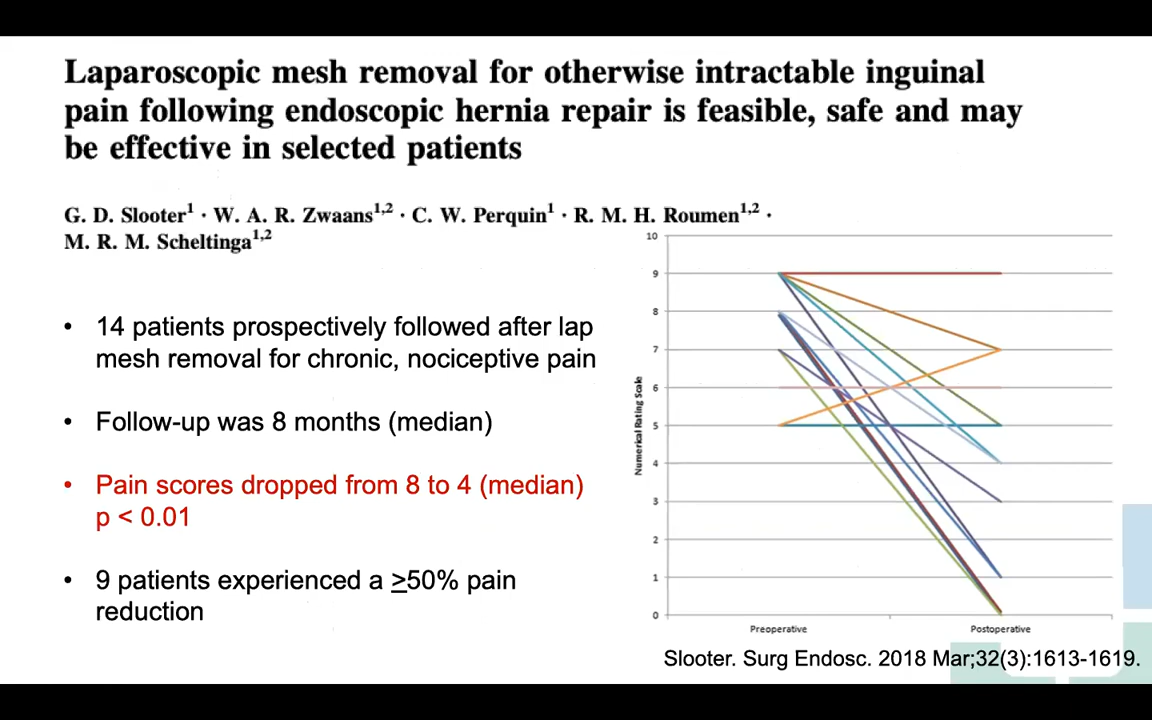 Laparoscopic mesh removal for otherwise intractable inguinal
pain following endoscopic hernia repair is feasible, safe and may
be effective in selected patients
G. D. Slooter1 · W. A. R. Zwaans1,2 · C. W. Perquin1 · R. M. H. Roumen1,2 ·
M. R. M. Scheltinga1,2
• 14 patients prospectively followed after lap
mesh removal for chronic, nociceptive pain
• Follow-up was 8 months (median)
• Pain scores dropped from 8 to 4 (median)
p < 0.01
• 9 patients experienced a ≥50% pain
reduction
Numerical Rating Scale
10
9
8
7
6
5
4
3
2
1
0
Preoperative Postoperative
Slooter. Surg Endosc. 2018 Mar;32(3):1613-1619.